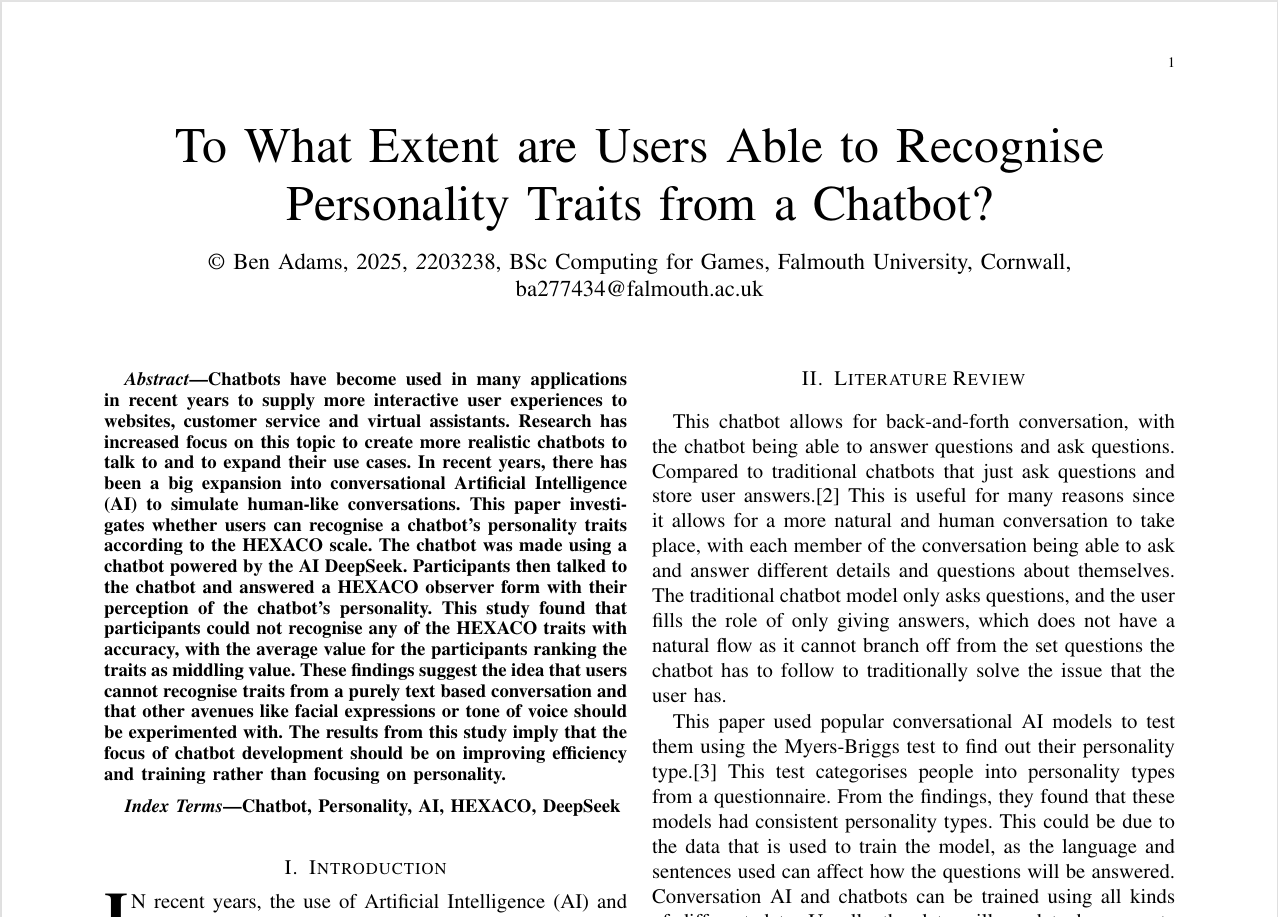 1
To What Extent are Users Able to Recognise
Personality Traits from a Chatbot?
© Ben Adams, 2025, 2203238, BSc Computing for Games, Falmouth University, Cornwall,
ba277434@falmouth.ac.uk
Abstract—Chatbots have become used in many applications
in recent years to supply more interactive user experiences to
websites, customer service and virtual assistants. Research has
increased focus on this topic to create more realistic chatbots to
talk to and to expand their use cases. In recent years, there has
been a big expansion into conversational Artificial Intelligence
(AI) to simulate human-like conversations. This paper investi-
gates whether users can recognise a chatbot's personality traits
according to the HEXACO scale. The chatbot was made using a
chatbot powered by the AI DeepSeek. Participants then talked to
the chatbot and answered a HEXACO observer form with their
perception of the chatbot's personality. This study found that
participants could not recognise any of the HEXACO traits with
accuracy, with the average value for the participants ranking the
traits as middling value. These findings suggest the idea that users
cannot recognise traits from a purely text based conversation and
that other avenues like facial expressions or tone of voice should
be experimented with. The results from this study imply that the
focus of chatbot development should be on improving efficiency
and training rather than focusing on personality.
Index Terms—Chatbot, Personality, AI, HEXACO, DeepSeek
I. INTRODUCTION
IN recent years, the use of Artificial Intelligence (AI) and
II. LITERATURE REVIEW
This chatbot allows for back-and-forth conversation, with
the chatbot being able to answer questions and ask questions.
Compared to traditional chatbots that just ask questions and
store user answers.[2] This is useful for many reasons since
it allows for a more natural and human conversation to take
place, with each member of the conversation being able to ask
and answer different details and questions about themselves.
The traditional chatbot model only asks questions, and the user
fills the role of only giving answers, which does not have a
natural flow as it cannot branch off from the set questions the
chatbot has to follow to traditionally solve the issue that the
user has.
This paper used popular conversational AI models to test
them using the Myers-Briggs test to find out their personality
type.[3] This test categorises people into personality types
from a questionnaire. From the findings, they found that these
models had consistent personality types. This could be due to
the data that is used to train the model, as the language and
sentences used can affect how the questions will be answered.
Conversation AI and chatbots can be trained using all kinds